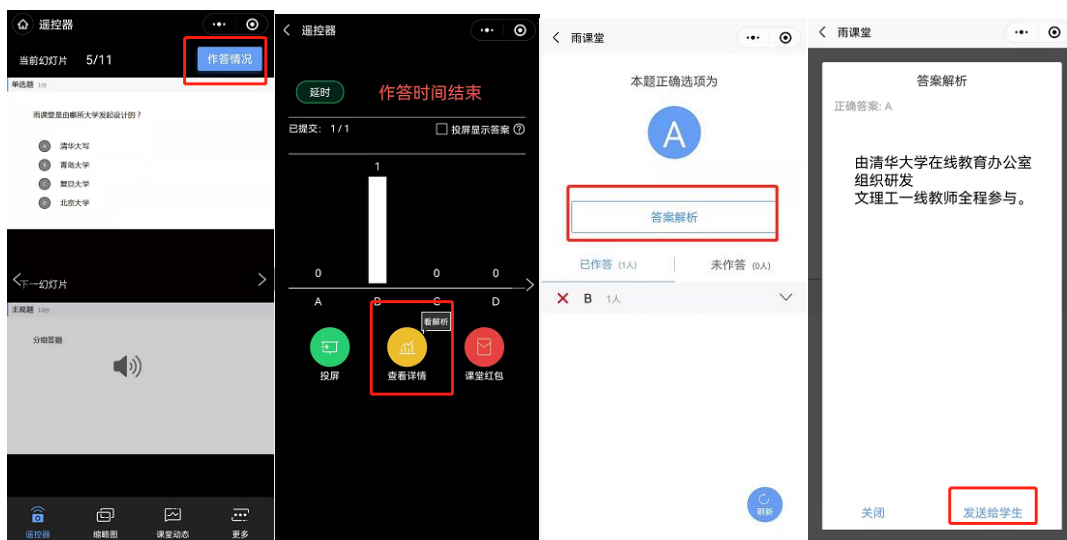 遥控器
当前幻灯片 5/11
作答情况
单选题 1分
雨课堂是由哪所大学发起设计的？
A 清华大写
B 青岛大学
C 复旦大学
D 北京大学
下一幻灯片
主观题 10分
分组答题
遥控器
缩略图
课堂动态
更多
遥控器
延时
作答时间结束
已提交：1/1
投屏显示答案
1
0
0
0
A
B
C
D
看解析
投屏
查看详情
课堂红包
雨课堂
本题正确选项为
A
答案解析
已作答（1人）
未作答（0人）
B 1人
刷新
雨课堂
答案解析
正确答案: A
由清华大学在线教育办公室
组织研发
文理工一线教师全程参与。
关闭
发送给学生